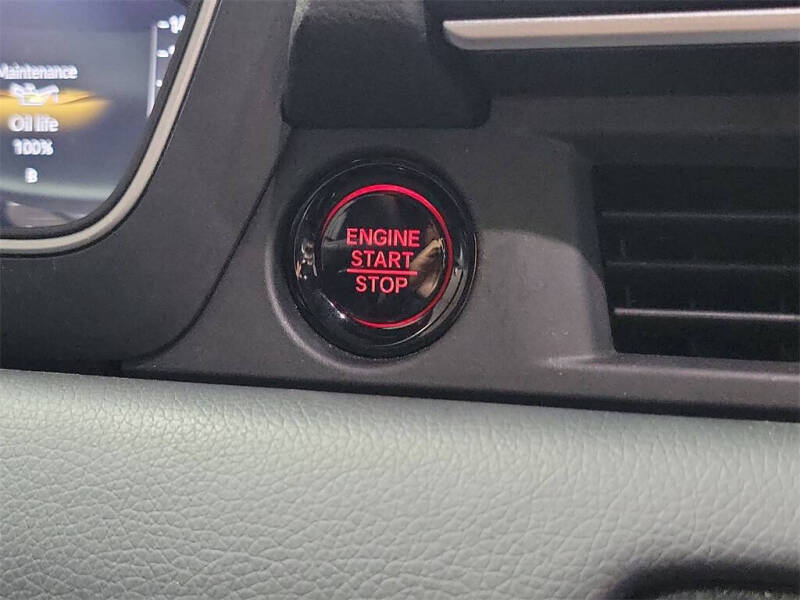 Maintenance
Oil life
100%
B
ENGINE
START
STOP